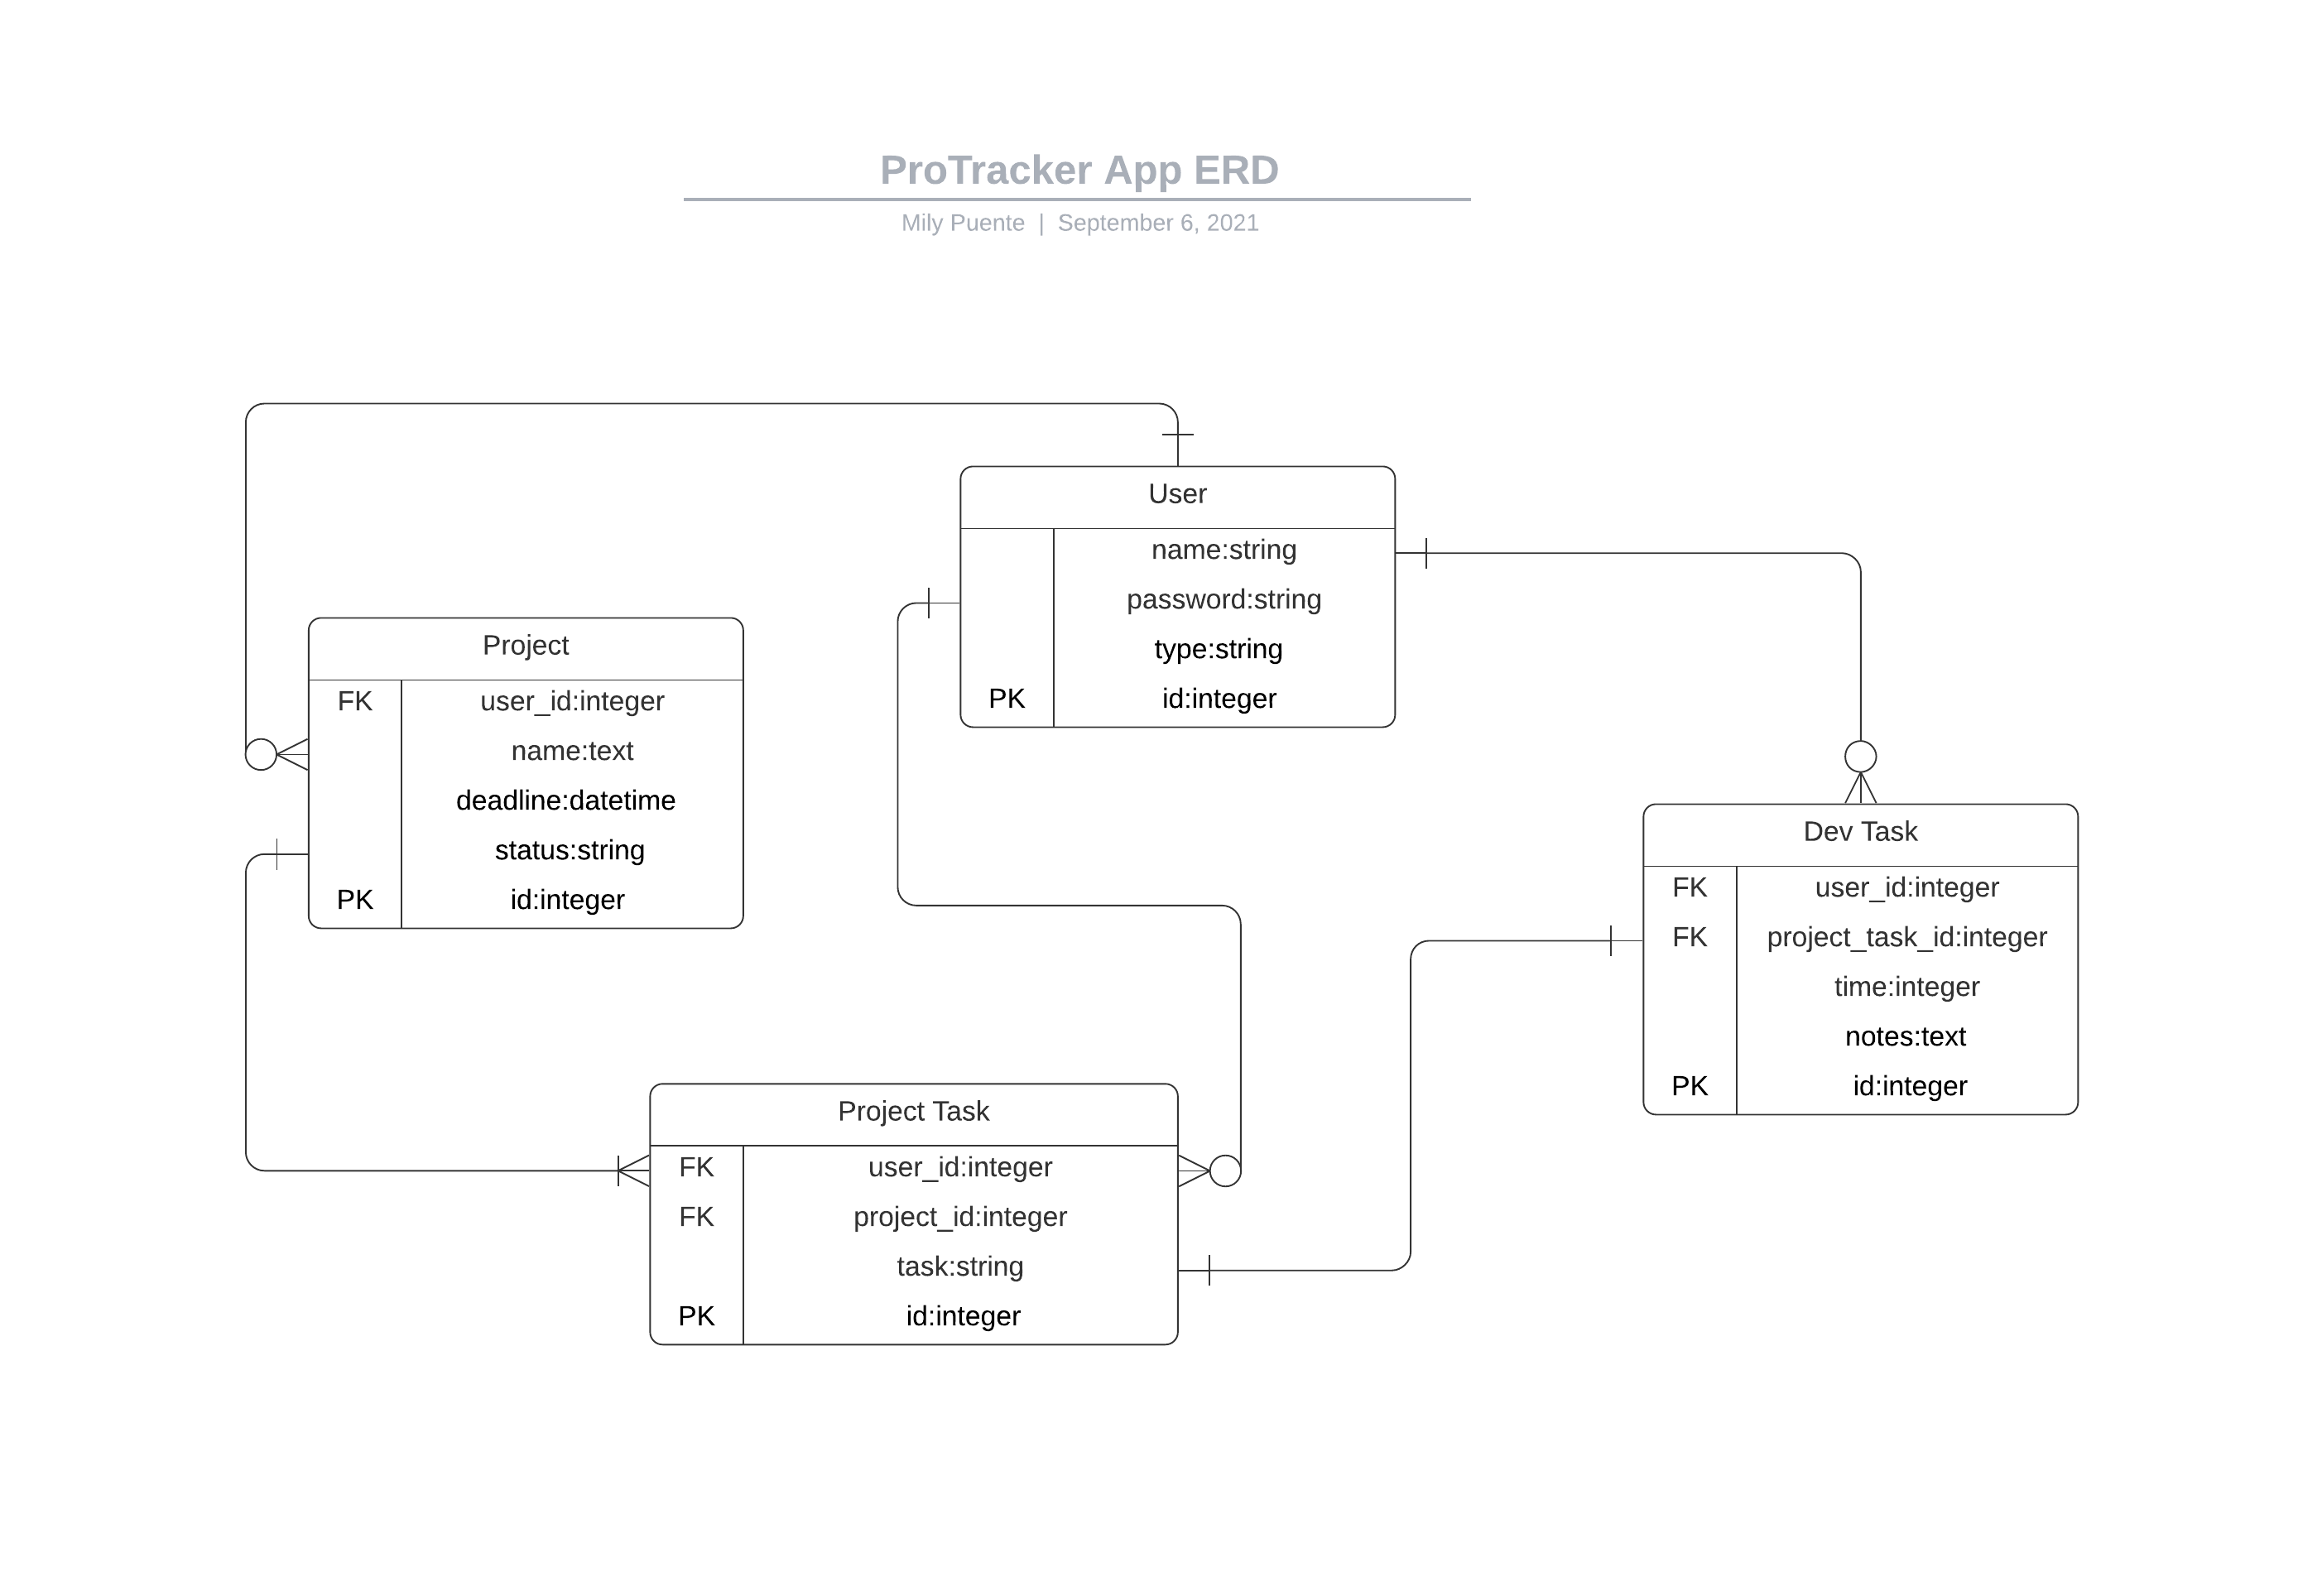 ProTracker App ERD
Mily Puente | September 6, 2021
User
name:string
password:string
type:string
PK id:integer
Project
FK user_id:integer
name:text
deadline:datetime
status:string
PK id:integer
Dev Task
FK user_id:integer
FK project_task_id:integer
time:integer
notes:text
PK id:integer
Project Task
FK user_id:integer
FK project_id:integer
task:string
PK id:integer